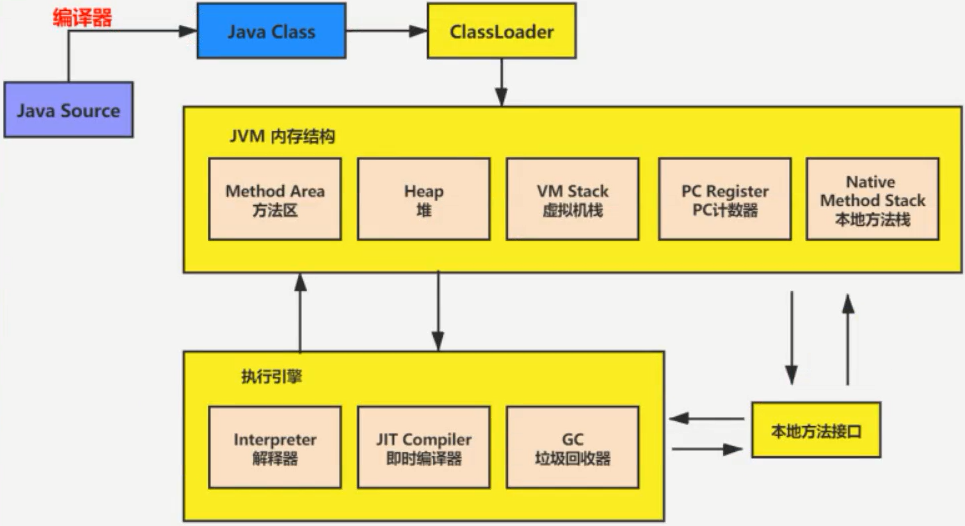 编译器
Java Class
ClassLoader
Java Source
JVM 内存结构
Method Area
方法区
Heap
堆
VM Stack
虚拟机栈
PC Register
PC计数器
Native
Method Stack
本地方法栈
执行引擎
Interpreter
解释器
JIT Compiler
即时编译器
GC
垃圾回收器
本地方法接口